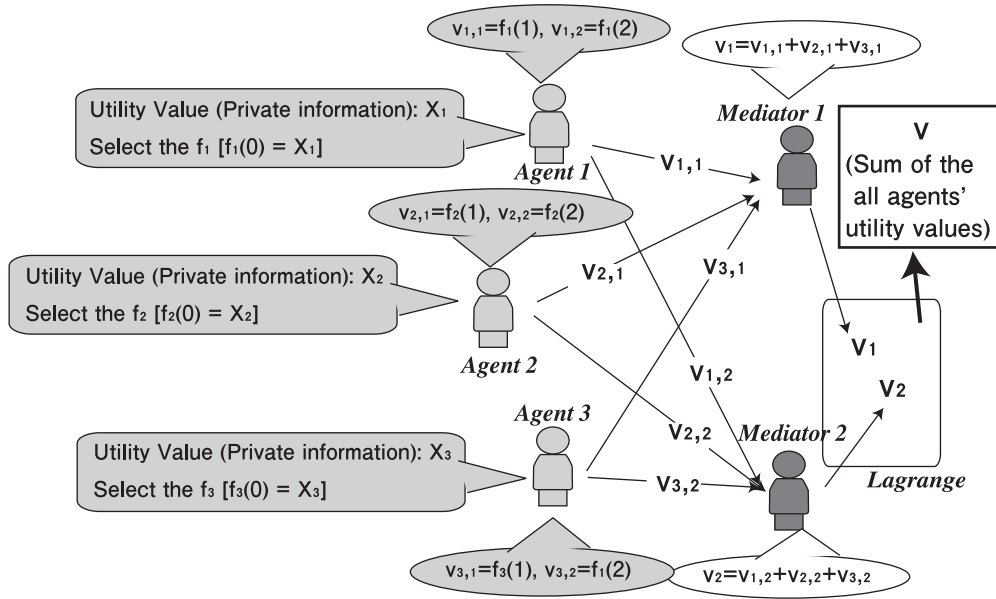 v1,1=f1(1), v1,2=f1(2)
v1=v1,1+v2,1+v3,1
Utility Value (Private information): X1
Select the f1 [f1(0) = X1]
Agent 1
Mediator 1
V
(Sum of the
all agents'
utility values)
V1,1
v2,1=f2(1), v2,2=f2(2)
Utility Value (Private information): X2
Select the f2 [f2(0) = X2]
Agent 2
V2,1
V3,1
V1
V2
V1,2
Agent 3
V2,2
Mediator 2
Utility Value (Private information): X3
Select the f3 [f3(0) = X3]
V3,2
Lagrange
v3,1=f3(1), v3,2=f1(2)
v2=v1,2+v2,2+v3,2